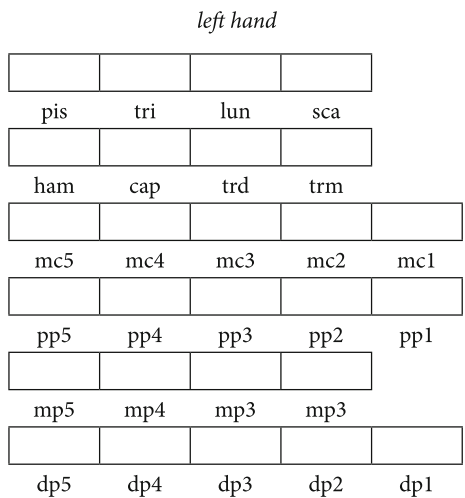 left hand
pis tri lun sca
ham cap trd trm
mc5 mc4 mc3 mc2 mc1
pp5 pp4 pp3 pp2 pp1
mp5 mp4 mp3 mp3
dp5 dp4 dp3 dp2 dp1